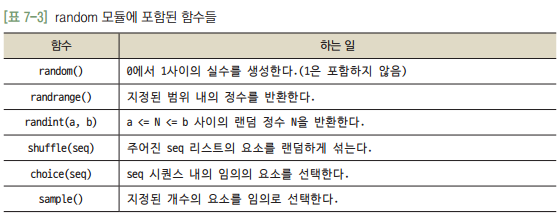 [표 7-3] random 모듈에 포함된 함수들
함수 하는 일
random() 0에서 1사이의 실수를 생성한다.(1은 포함하지 않음)
randrange() 지정된 범위 내의 정수를 반환한다.
randint(a, b) a <= N <= b 사이의 랜덤 정수 N을 반환한다.
shuffle(seq) 주어진 seq 리스트의 요소를 랜덤하게 섞는다.
choice(seq) seq 시퀀스 내의 임의의 요소를 선택한다.
sample() 지정된 개수의 요소를 임의로 선택한다.